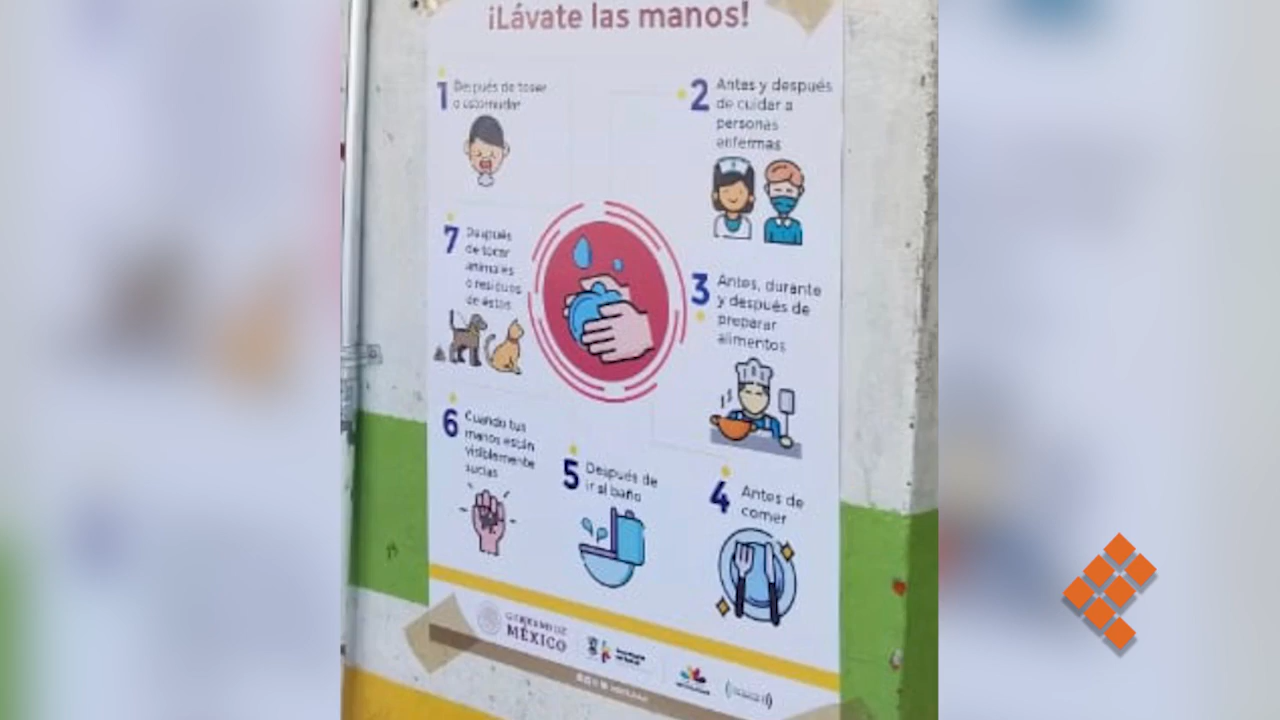 ¡Lávate las manos!
1 Después de toser
o estornudar
2 Antes y después
de cuidar a
personas
enfermas
3 Antes, durante
y después de
preparar
alimentos
4 Antes de
comer
5 Después de
ir al baño
6 Cuando tus
manos están
visiblemente
sucias
7 Después
de tocar
animales
o residuos
de éstos
GOBIERNO DE
MÉXICO